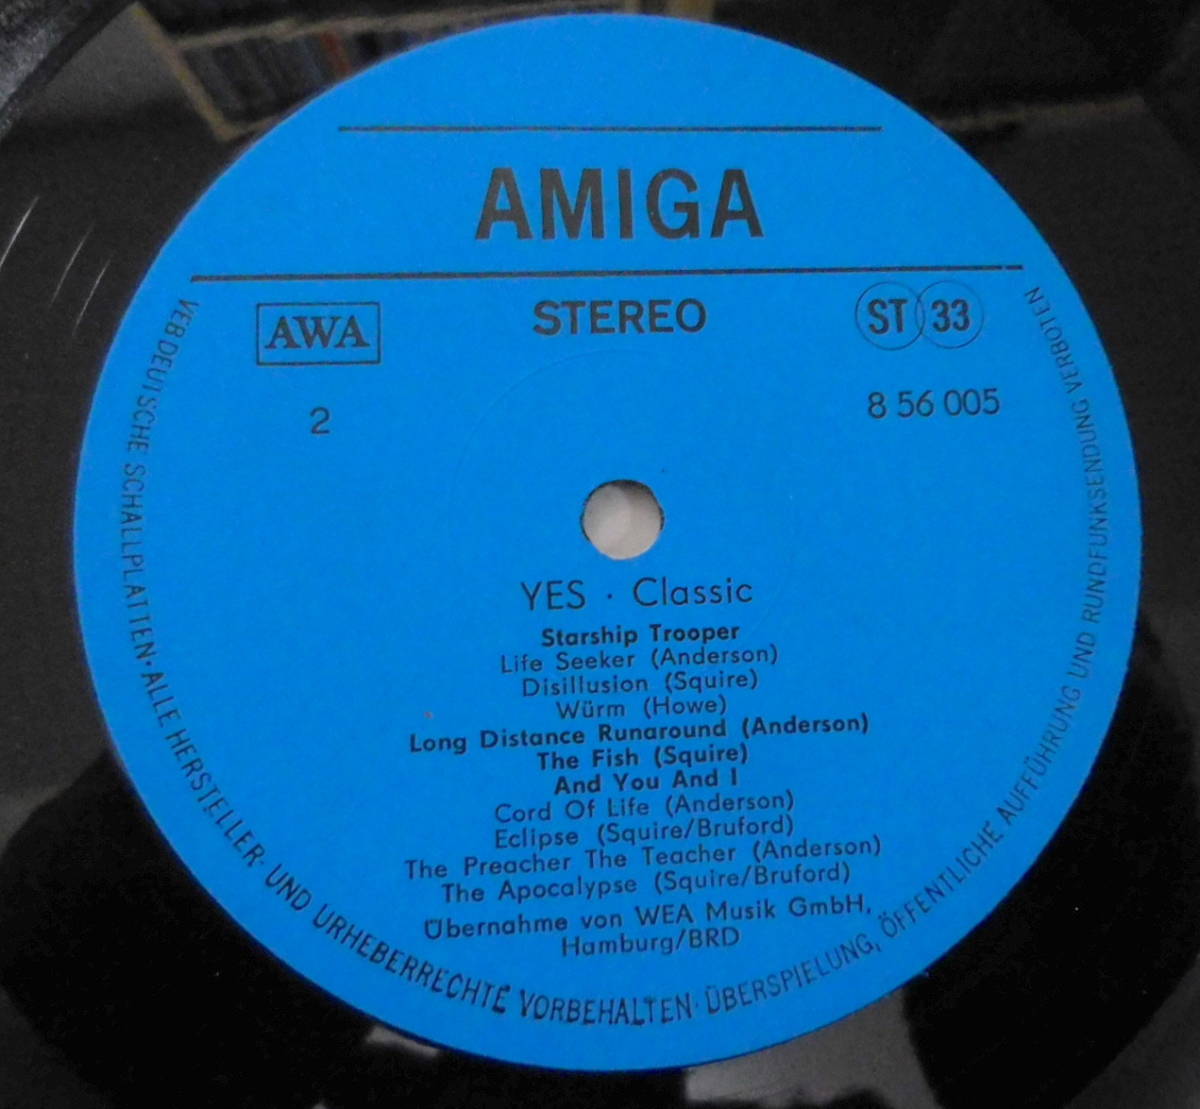 AMIGA
AWA
STEREO
ST 33
2
8 56 005
YES · Classic
Starship Trooper
Life Seeker (Anderson)
Disillusion (Squire)
Würm (Howe)
Long Distance Runaround (Anderson)
The Fish (Squire)
And You And I
Cord Of Life (Anderson)
Eclipse (Squire/Bruford)
The Preacher The Teacher (Anderson)
The Apocalypse (Squire/Bruford)
Übernahme von WEA Musik GmbH,
Hamburg/BRD
VEB DEUTSCHE SCHALLPLATTEN · ALLE HERSTELLER- UND URHEBERRECHTE VORBEHALTEN · ÜBERSPIELUNG, ÖFFENTLICHE AUFFÜHRUNG UND RUNDFUNKSENDUNG VERBOTEN